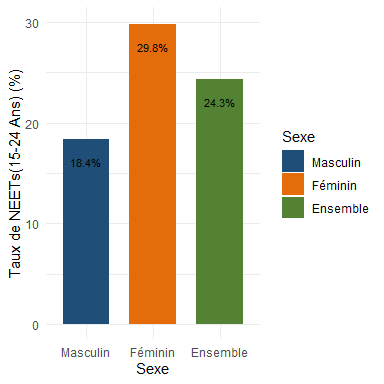 Taux de NEETs(15-24 Ans) (%)
30
20
10
0
18.4%
29.8%
24.3%
Masculin
Féminin
Ensemble
Sexe
Sexe
Masculin
Féminin
Ensemble